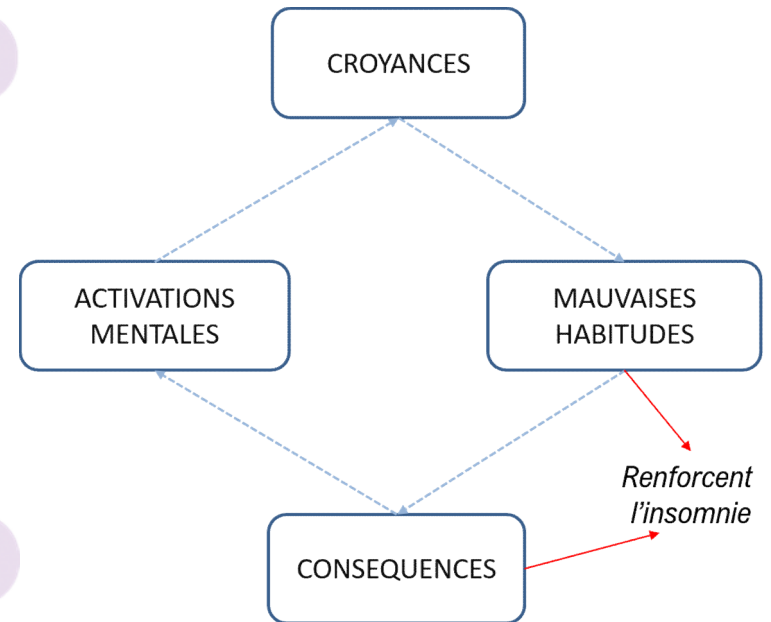 CROYANCES
ACTIVATIONS
MENTALES
MAUVAISES
HABITUDES
Renforcent
l'insomnie
CONSEQUENCES